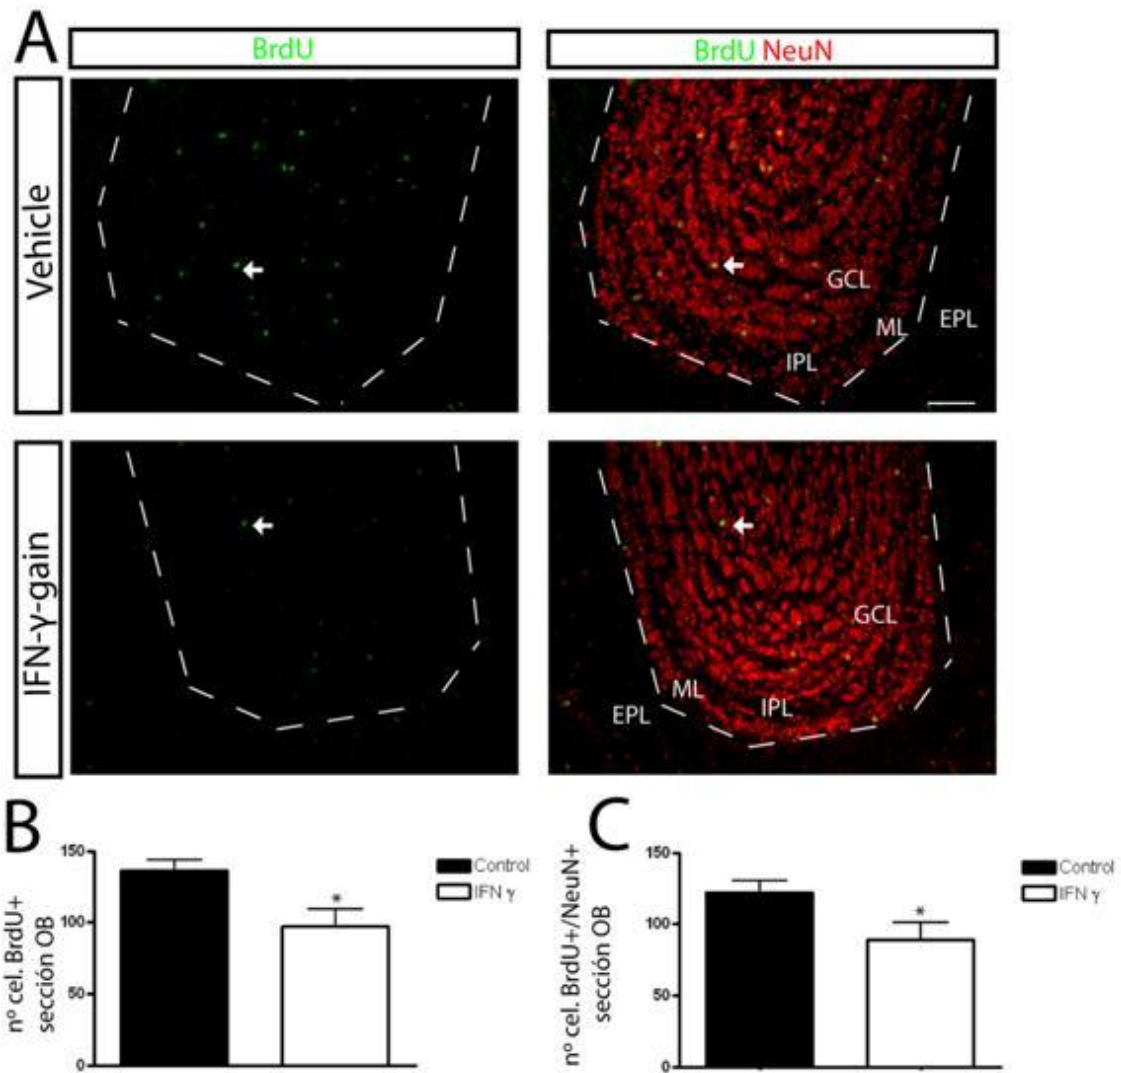 A
BrdU
BrdU NeuN
Vehicle
GCL
ML
EPL
IPL
IFN-γ-gain
GCL
ML
IPL
EPL
B
nº cel. BrdU+
sección OB
150
100
50
0
*
Control
IFN γ
C
nº cel. BrdU+/NeuN+
sección OB
150
100
50
0
*
Control
IFN γ